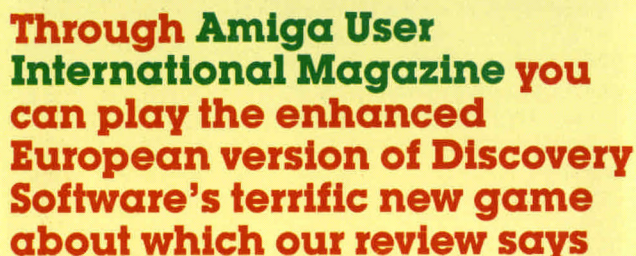 Through Amiga User
International Magazine you
can play the enhanced
European version of Discovery
Software's terrific new game
about which our review says